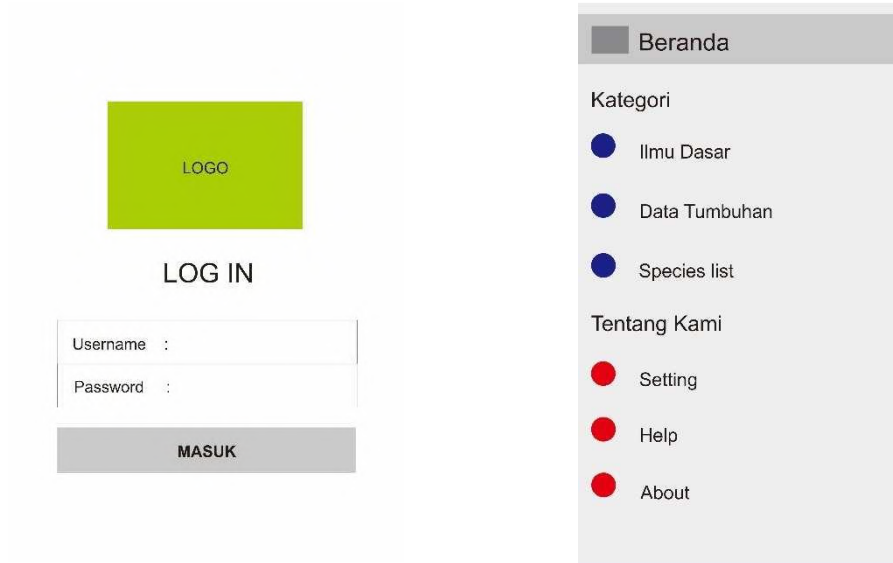 LOGO
LOG IN
Username :
Password :
MASUK
Beranda
Kategori
Ilmu Dasar
Data Tumbuhan
Species list
Tentang Kami
Setting
Help
About